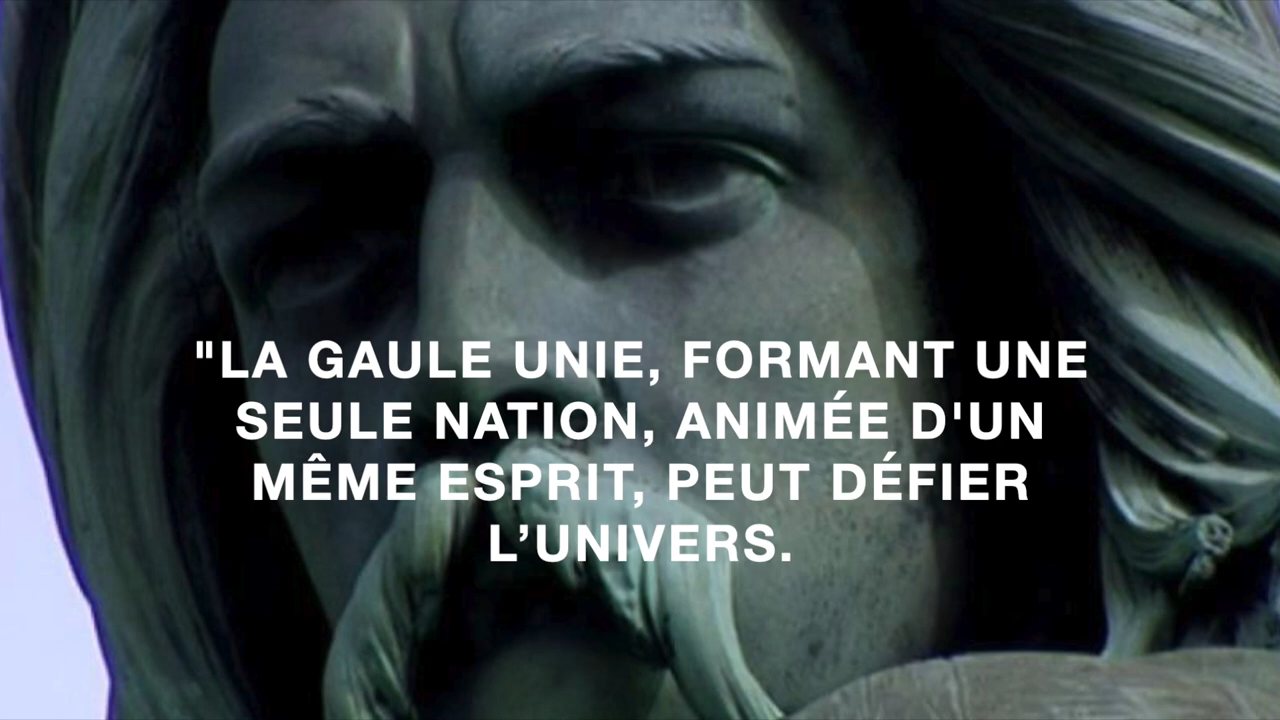 "LA GAULE UNIE, FORMANT UNE
SEULE NATION, ANIMÉE D'UN
MÊME ESPRIT, PEUT DÉFIER
L’UNIVERS.